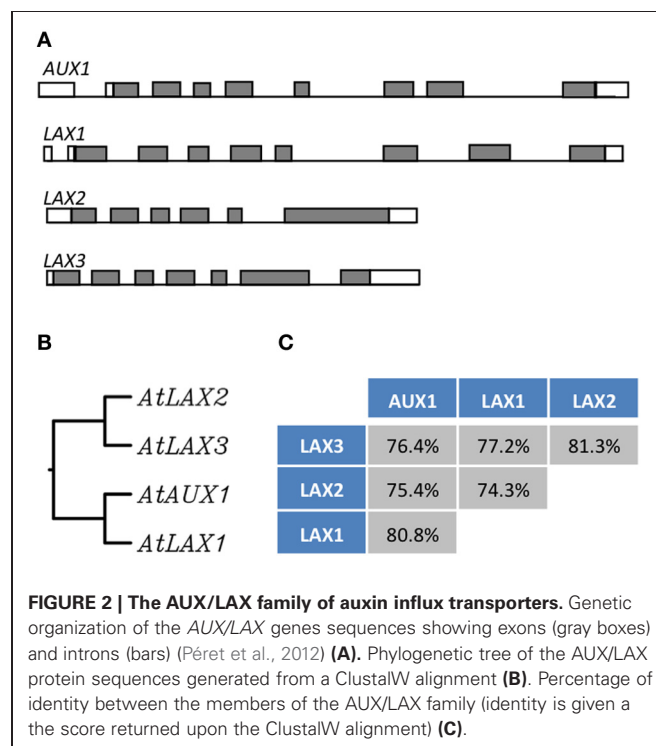 A
AUX1
LAX1
LAX2
LAX3
B
AtLAX2
AtLAX3
AtAUX1
AtLAX1
C
AUX1 LAX1 LAX2
LAX3 76.4% 77.2% 81.3%
LAX2 75.4% 74.3%
LAX1 80.8%
FIGURE 2 | The AUX/LAX family of auxin influx transporters. Genetic
organization of the AUX/LAX genes sequences showing exons (gray boxes)
and introns (bars) (Péret et al., 2012) (A). Phylogenetic tree of the AUX/LAX
protein sequences generated from a ClustalW alignment (B). Percentage of
identity between the members of the AUX/LAX family (identity is given a
the score returned upon the ClustalW alignment) (C).